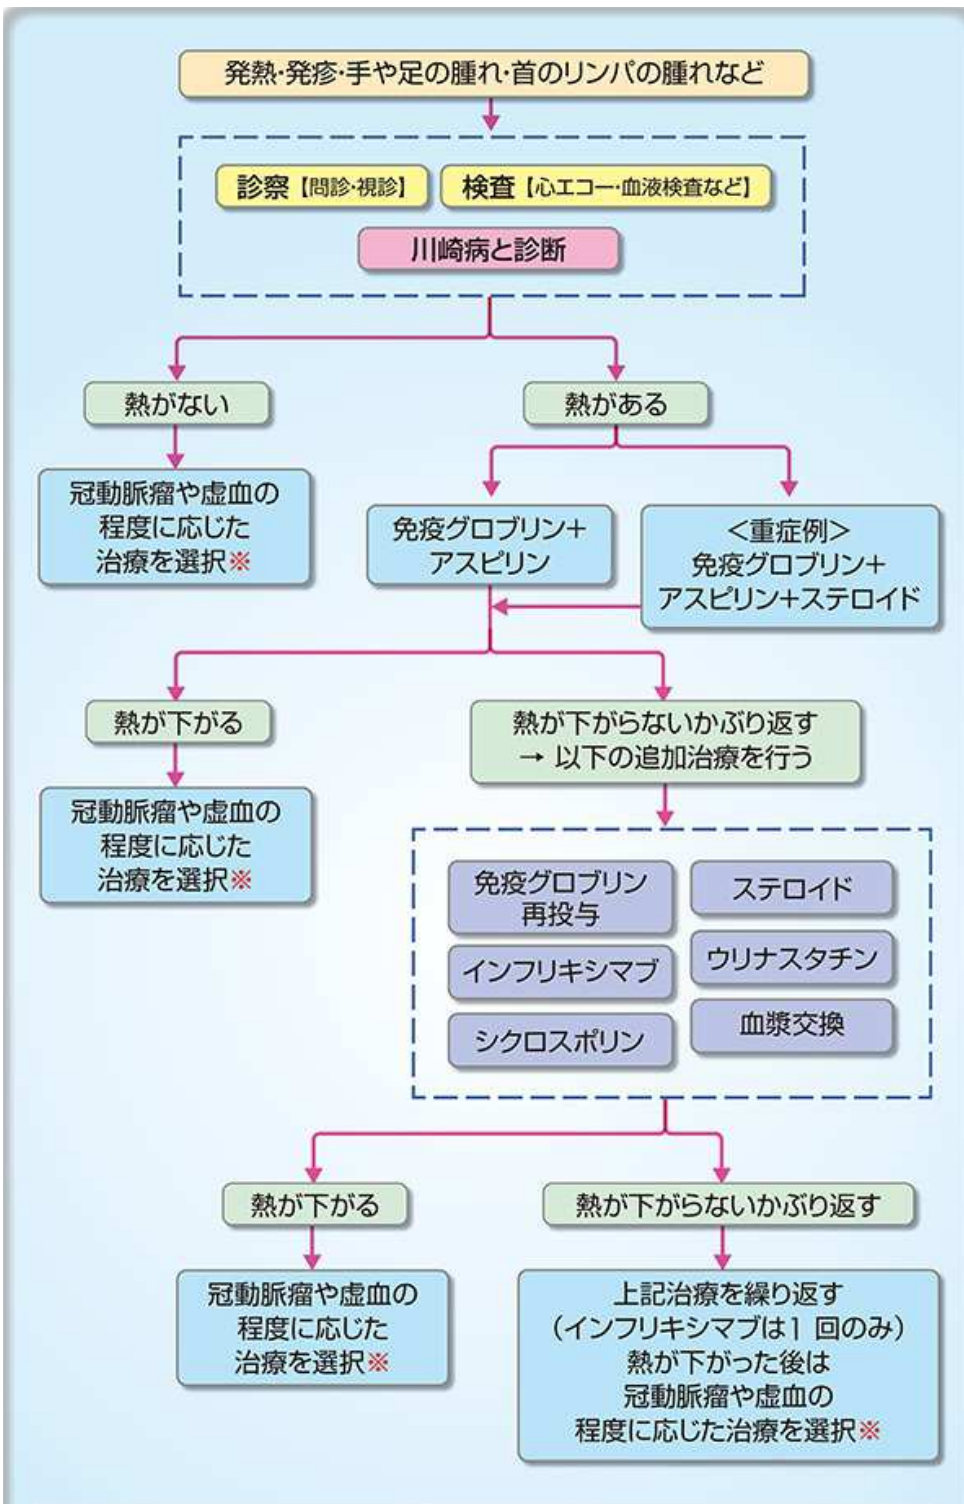 発熱・発疹・手や足の腫れ・首のリンパの腫れなど
診察【問診・視診】
検査【心エコー・血液検査など】
川崎病と診断
熱がない
熱がある
冠動脈瘤や虚血の
程度に応じた
治療を選択※
免疫グロブリン＋
アスピリン
＜重症例＞
免疫グロブリン＋
アスピリン＋ステロイド
熱が下がる
熱が下がらないかぶり返す
→ 以下の追加治療を行う
冠動脈瘤や虚血の
程度に応じた
治療を選択※
免疫グロブリン
再投与
ステロイド
インフリキシマブ
ウリナスタチン
シクロスポリン
血漿交換
熱が下がる
熱が下がらないかぶり返す
冠動脈瘤や虚血の
程度に応じた
治療を選択※
上記治療を繰り返す
（インフリキシマブは1 回のみ）
熱が下がった後は
冠動脈瘤や虚血の
程度に応じた治療を選択※